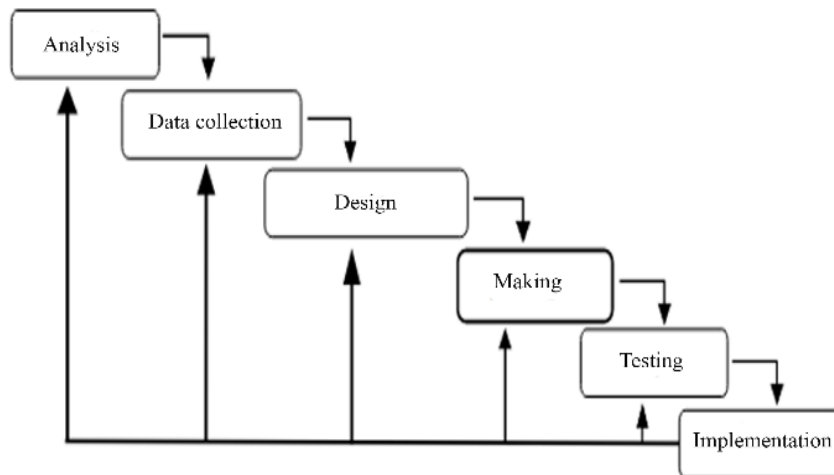 Analysis
Data collection
Design
Making
Testing
Implementation